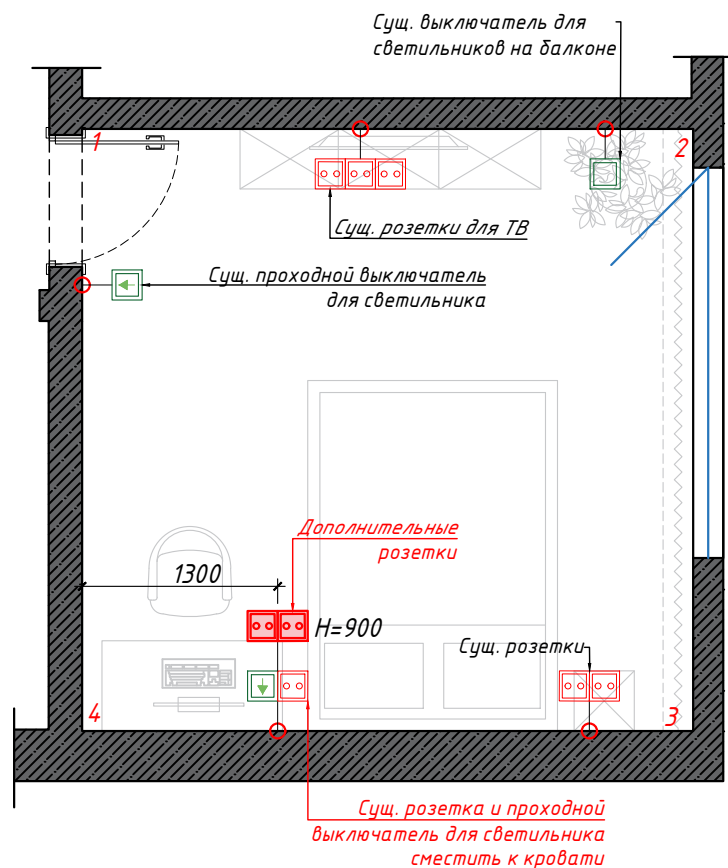 Сущ. выключатель для
светильников на балконе
1
2
Сущ. розетки для ТВ
Сущ. проходной выключатель
для светильника
Дополнительные
розетки
1300
H=900
Сущ. розетки
4
3
Сущ. розетка и проходной
выключатель для светильника
сместить к кровати